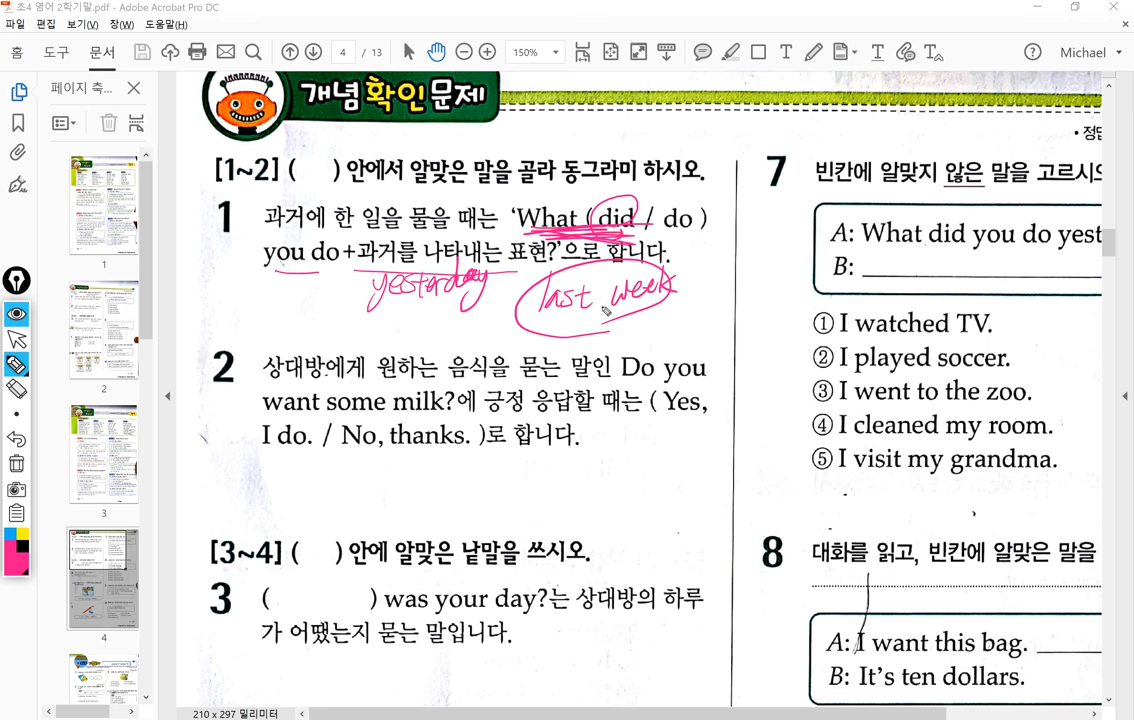 초4 영어 2학기말.pdf - Adobe Acrobat Pro DC
파일 편집 보기(V) 창(W) 도움말(H)
홈 도구 문서 4 / 13 150% Michael
페이지 축...
1
2
3
4
개념확인문제
• 정답
[1~2] ( ) 안에서 알맞은 말을 골라 동그라미 하시오.
1 과거에 한 일을 물을 때는 ‘What ( did / do )
you do+과거를 나타내는 표현?’으로 합니다.
yesterday last week
2 상대방에게 원하는 음식을 묻는 말인 Do you
want some milk?에 긍정 응답할 때는 ( Yes,
I do. / No, thanks. )로 합니다.
[3~4] ( ) 안에 알맞은 낱말을 쓰시오.
3 ( ) was your day?는 상대방의 하루
가 어땠는지 묻는 말입니다.
7 빈칸에 알맞지 않은 말을 고르시오
A: What did you do yest
B:
① I watched TV.
② I played soccer.
③ I went to the zoo.
④ I cleaned my room.
⑤ I visit my grandma.
8 대화를 읽고, 빈칸에 알맞은 말을
A: I want this bag.
B: It's ten dollars.
210 x 297 밀리미터